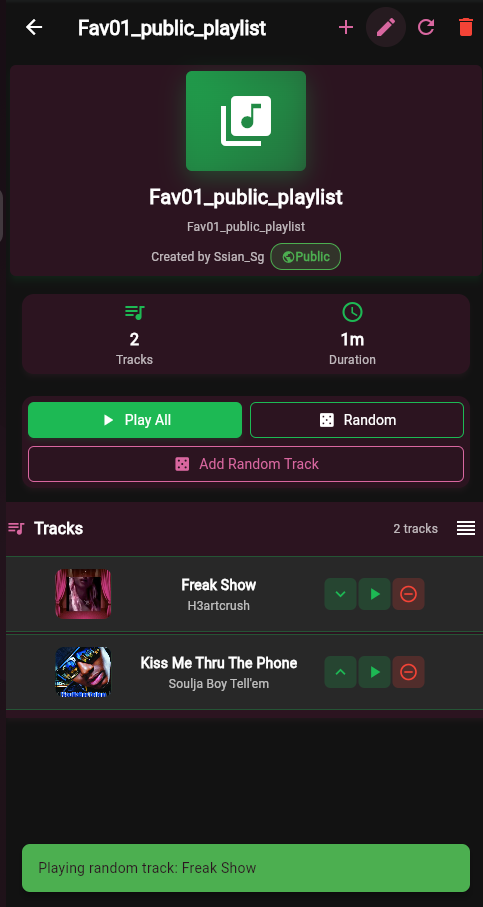 Fav01_public_playlist
Fav01_public_playlist
Fav01_public_playlist
Created by Ssian_Sg Public
2 1m
Tracks Duration
Play All Random
Add Random Track
Tracks 2 tracks
Freak Show
H3artcrush
Kiss Me Thru The Phone
Soulja Boy Tell'em
Playing random track: Freak Show